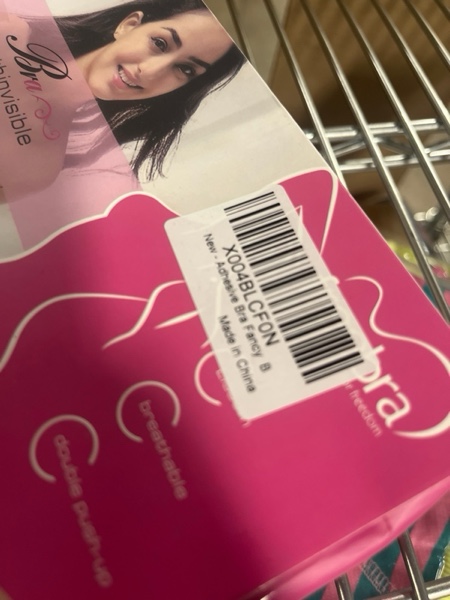 Bra
invisible
X004BLCF0N
New - Adhesive Bra Fancy B
Made in China
bra
freedom
breathable
double push-up